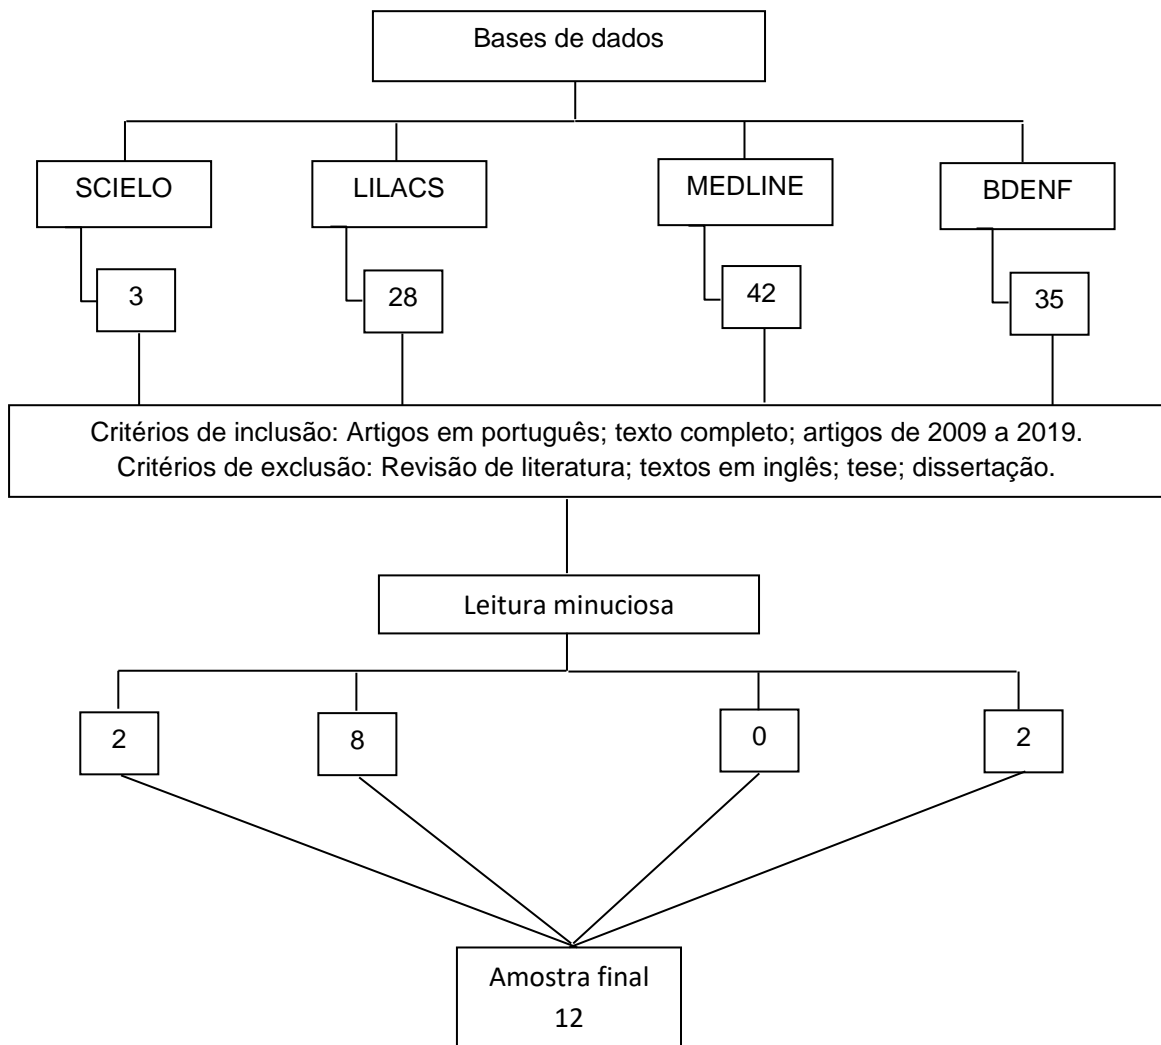 Bases de dados
SCIELO
LILACS
MEDLINE
BDENF
3
28
42
35
Critérios de inclusão: Artigos em português; texto completo; artigos de 2009 a 2019.
Critérios de exclusão: Revisão de literatura; textos em inglês; tese; dissertação.
Leitura minuciosa
2
8
0
2
Amostra final
12